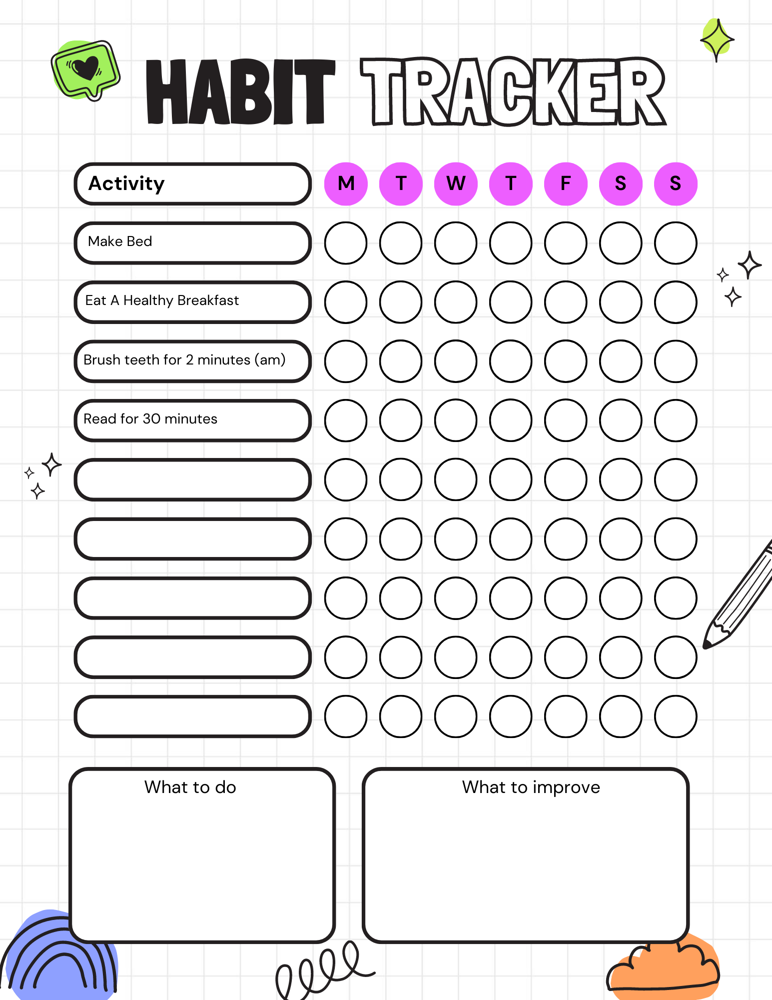 HABIT TRACKER
Activity M T W T F S S
Make Bed
Eat A Healthy Breakfast
Brush teeth for 2 minutes (am)
Read for 30 minutes
What to do
What to improve